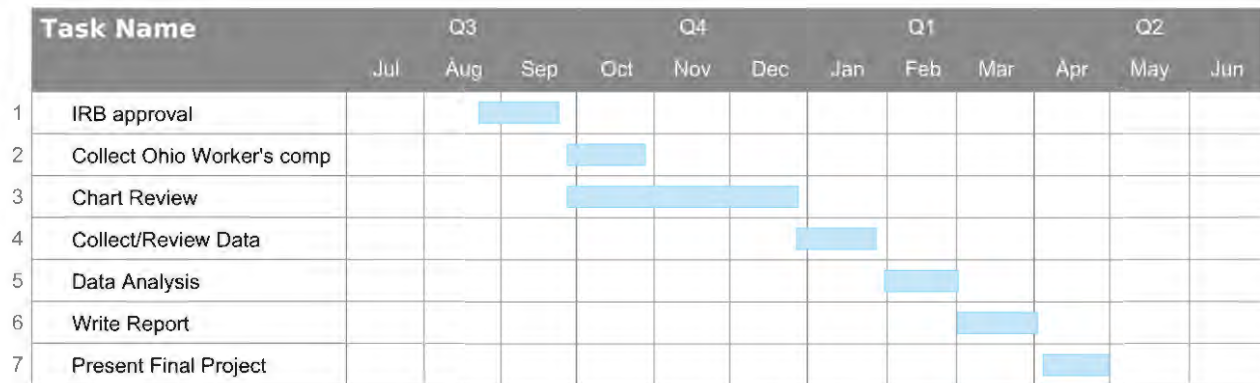 Task Name Q3 Q4 Q1 Q2
Jul Aug Sep Oct Nov Dec Jan Feb Mar Apr May Jun
1 IRB approval
2 Collect Ohio Worker's comp
3 Chart Review
4 Collect/Review Data
5 Data Analysis
6 Write Report
7 Present Final Project